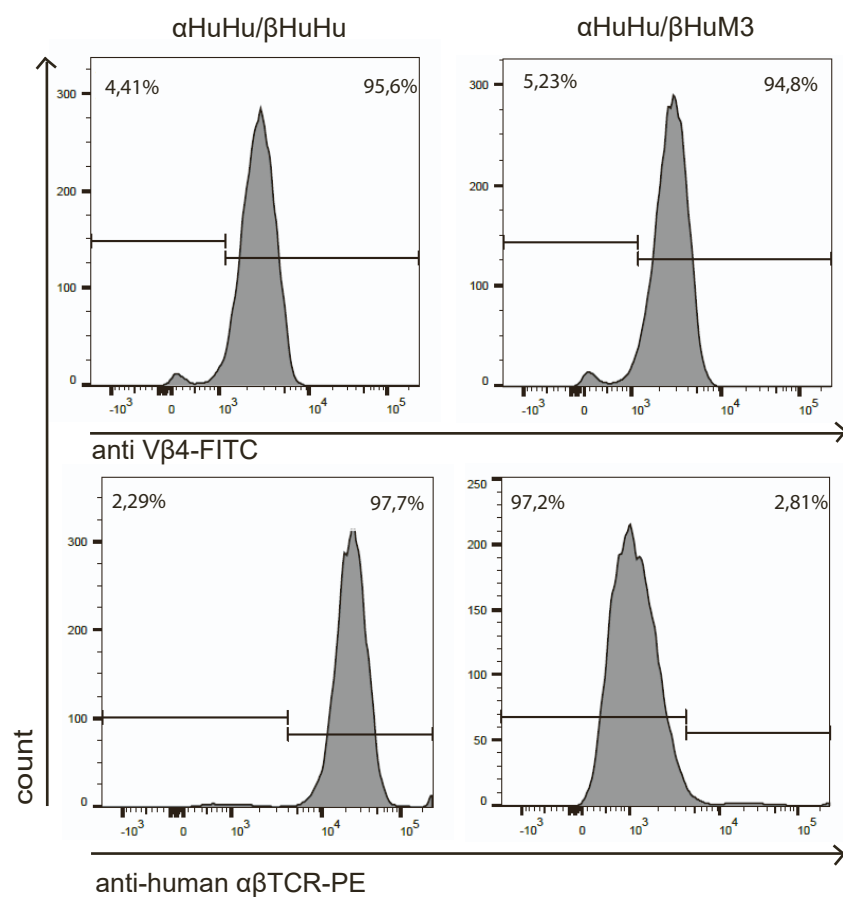 αHuHu/βHuHu
αHuHu/βHuM3
4,41%
95,6%
300
200
100
0
-10³ 0 10³ 10⁴ 10⁵
5,23%
94,8%
300
200
100
0
-10³ 0 10³ 10⁴ 10⁵
anti Vβ4-FITC
2,29%
97,7%
300
200
100
0
-10³ 0 10³ 10⁴ 10⁵
97,2%
2,81%
250
200
150
100
50
0
-10³ 0 10³ 10⁴ 10⁵
count
anti-human αβTCR-PE